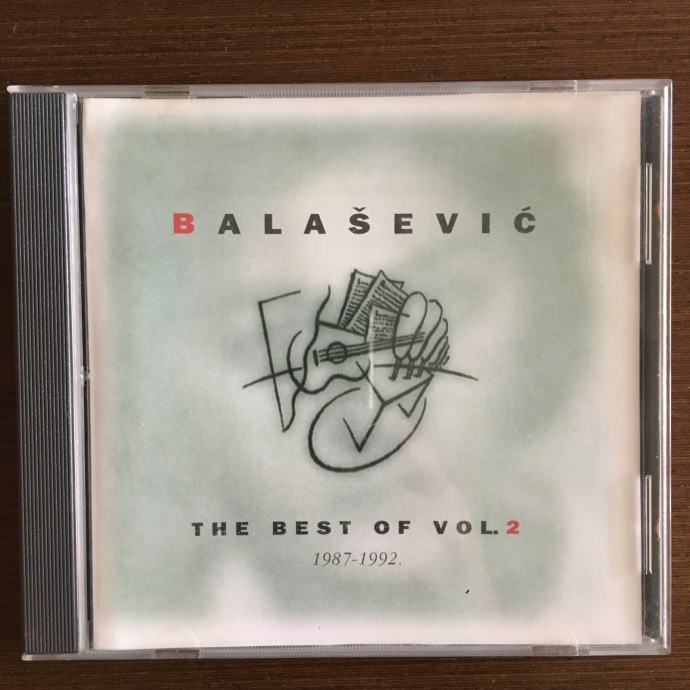 BALAŠEVIĆ
THE BEST OF VOL. 2
1987-1992.